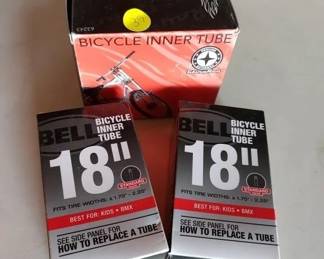 BICYCLE INNER TUBE
BELL
BICYCLE
INNER
TUBE
18"
STANDARD
FITS TIRE WIDTHS: x 1.75" - 2.25"
BEST FOR: KIDS • BMX
SEE SIDE PANEL FOR
HOW TO REPLACE A TUBE
BELL
BICYCLE
INNER
TUBE
18"
STANDARD
FITS TIRE WIDTHS: x 1.75" - 2.25"
BEST FOR: KIDS • BMX
SEE SIDE PANEL FOR
HOW TO REPLACE A TUBE